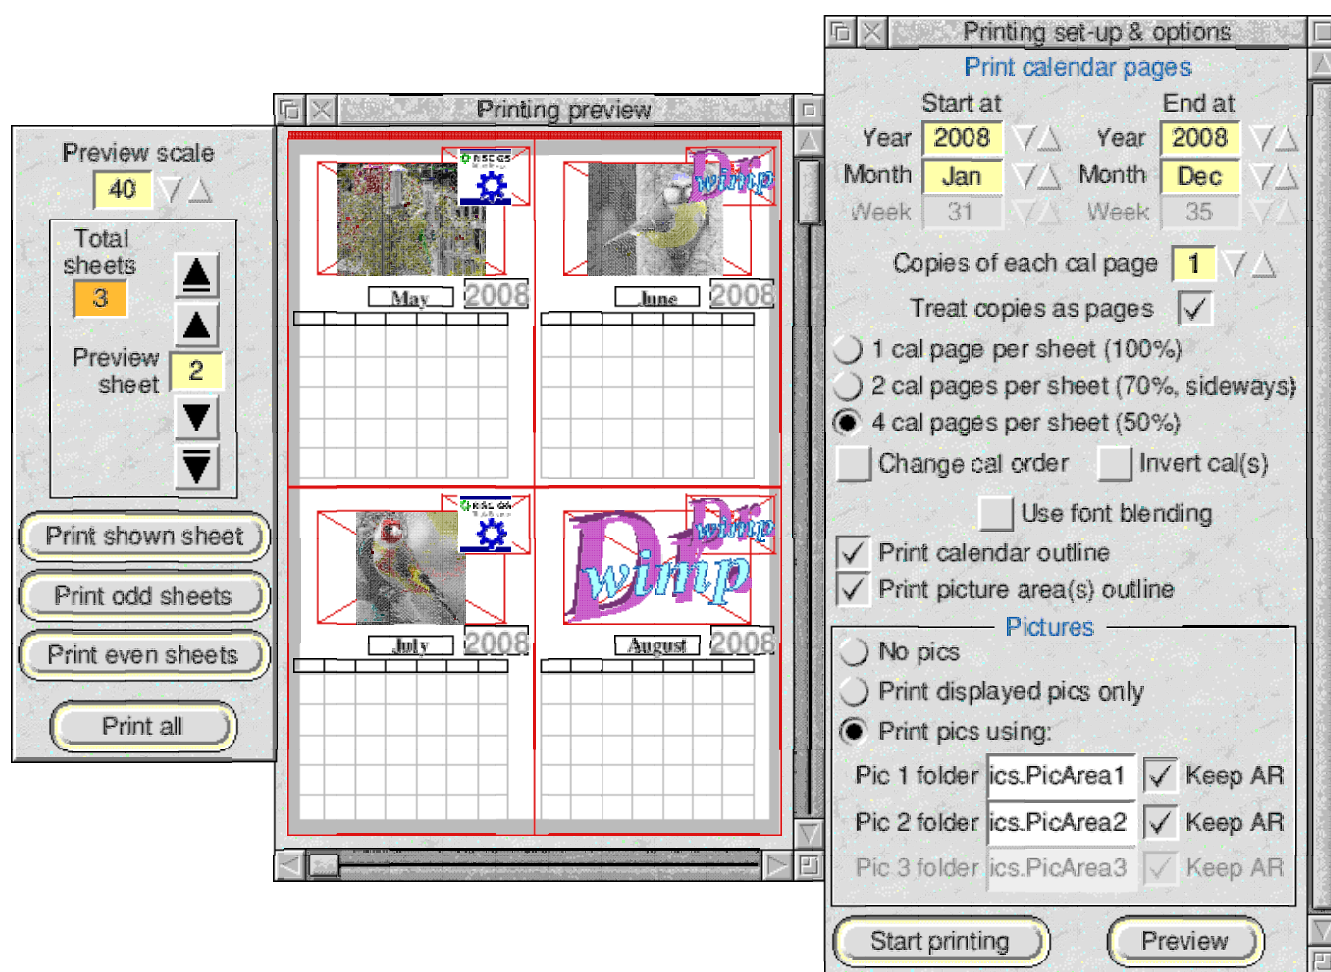 Preview scale
40
Total
sheets
3
Preview
sheet
2
Print shown sheet
Print odd sheets
Print even sheets
Print all
Printing preview
May 2008
June 2008
Dr
wimp
July 2008
August 2008
Dr
wimp
Dr
wimp
Printing set-up & options
Print calendar pages
Start at End at
Year 2008 Year 2008
Month Jan Month Dec
Week 31 Week 35
Copies of each cal page 1
Treat copies as pages
1 cal page per sheet (100%)
2 cal pages per sheet (70%, sideways)
4 cal pages per sheet (50%)
Change cal order Invert cal(s)
Use font blending
Print calendar outline
Print picture area(s) outline
Pictures
No pics
Print displayed pics only
Print pics using:
Pic 1 folder ics.PicArea1 Keep AR
Pic 2 folder ics.PicArea2 Keep AR
Pic 3 folder ics.PicArea3 Keep AR
Start printing Preview